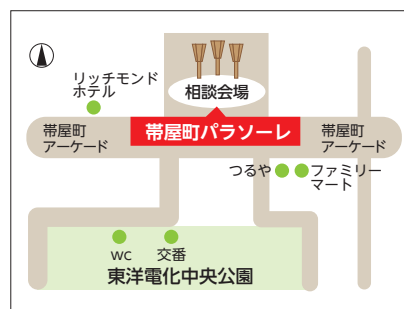 リッチモンド
ホテル
相談会場
帯屋町
アーケード
帯屋町パラソーレ
帯屋町
アーケード
つるや
ファミリー
マート
WC
交番
東洋電化中央公園